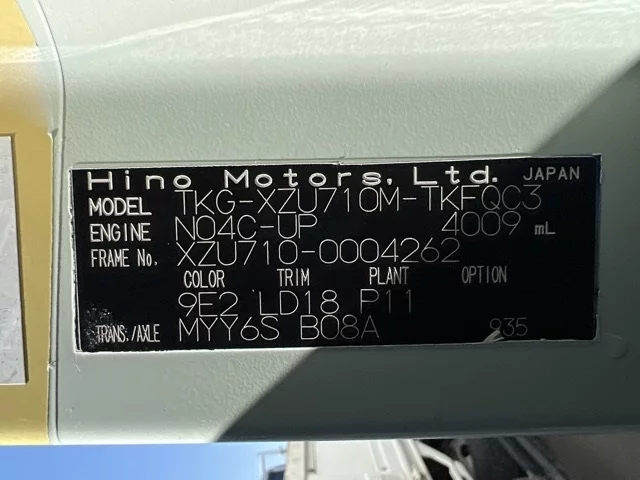 Hino Motors, Ltd. JAPAN
MODEL TKG-XZU710M-TKFQC3
ENGINE N04C-UP 4009 mL
FRAME No. XZU710-0004262
COLOR TRIM PLANT OPTION
9E2 LD18 P11
TRANS./AXLE MYY6S B08A 935